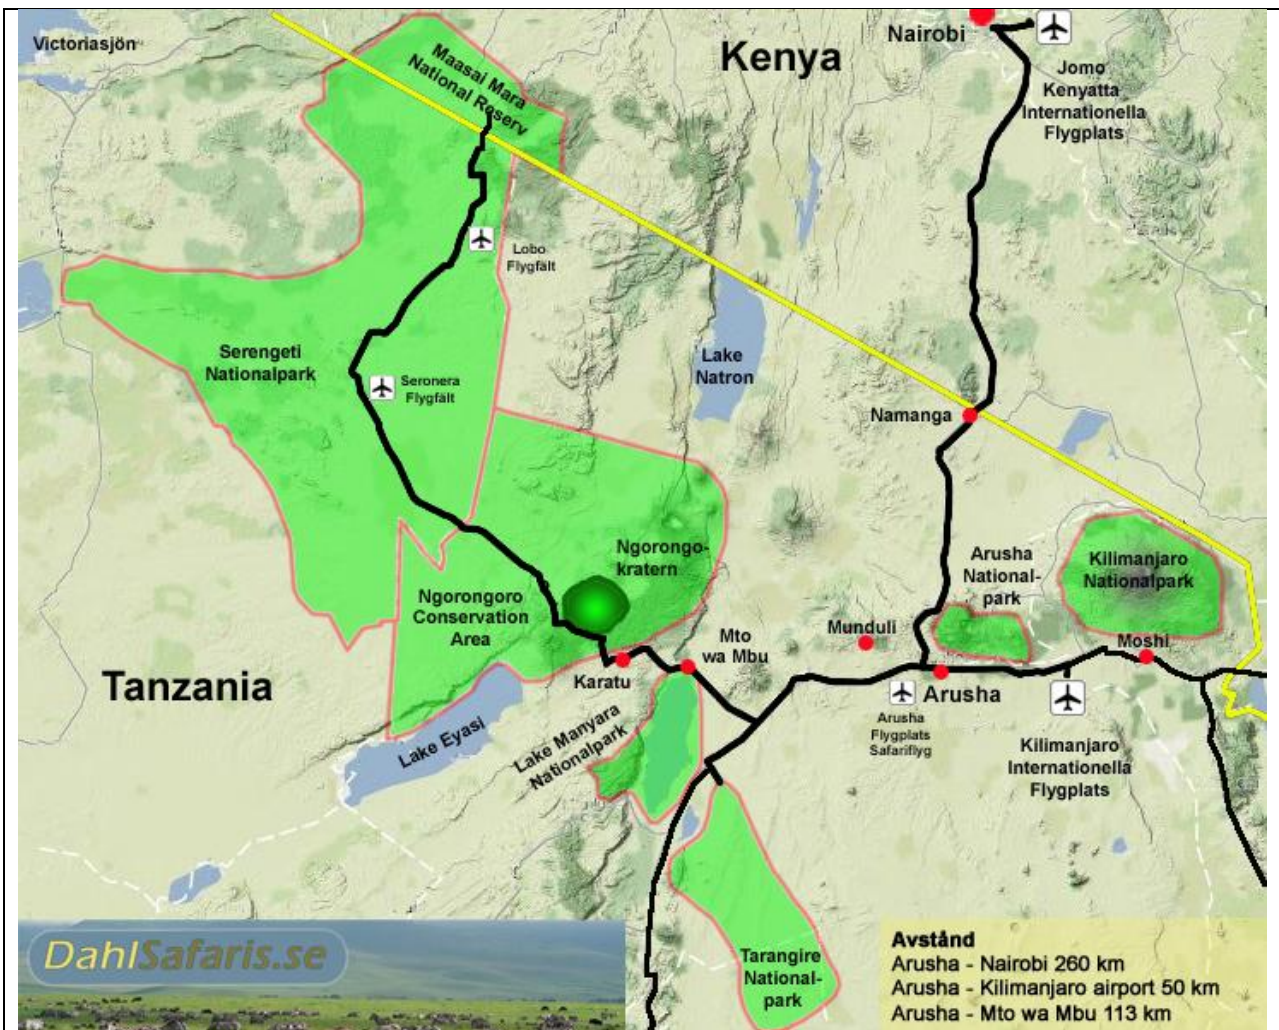 Victoriasjön
Maasai Mara
National Reserv
Kenya
Nairobi
Jomo
Kenyatta
Internationella
Flygplats
Lobo
Flygfält
Serengeti
Nationalpark
Seronera
Flygfält
Lake
Natron
Namanga
Ngorongo-
kratern
Arusha
National-
park
Kilimanjaro
Nationalpark
Ngorongoro
Conservation
Area
Munduli
Moshi
Mto
wa Mbu
Tanzania
Karatu
Arusha
Arusha
Flygplats
Safariflyg
Lake Eyasi
Lake Manyara
Nationalpark
Kilimanjaro
Internationella
Flygplats
Tarangire
National-
park
DahlSafaris.se
Avstånd
Arusha - Nairobi 260 km
Arusha - Kilimanjaro airport 50 km
Arusha - Mto wa Mbu 113 km